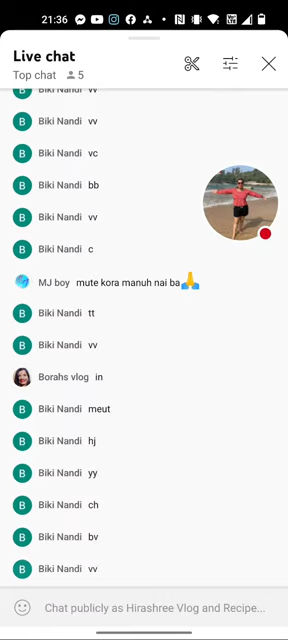 21:36
Live chat
Top chat 5
Biki Nandi vv
Biki Nandi vv
Biki Nandi vc
Biki Nandi bb
Biki Nandi vv
Biki Nandi c
MJ boy mute kora manuh nai ba🙏
Biki Nandi tt
Biki Nandi vv
Borahs vlog in
Biki Nandi meut
Biki Nandi hj
Biki Nandi yy
Biki Nandi ch
Biki Nandi bv
Biki Nandi vv
Chat publicly as Hirashree Vlog and Recipe...